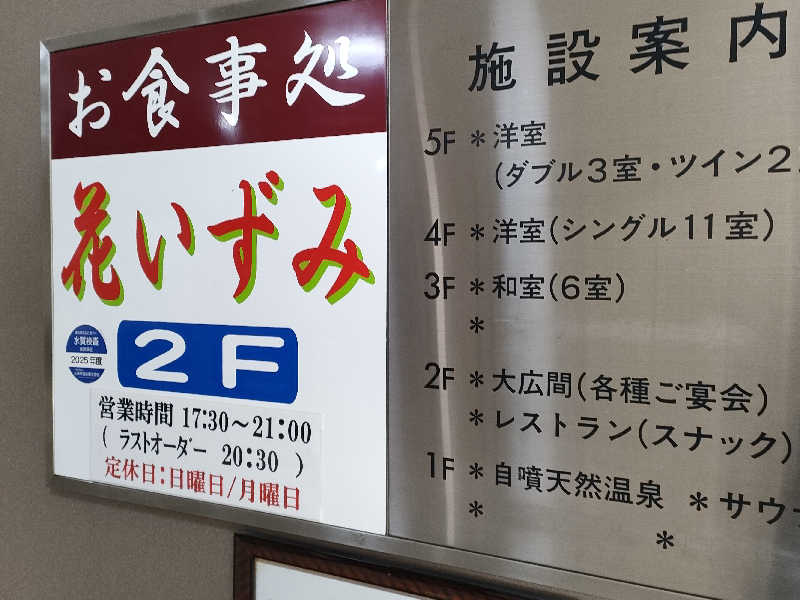 お食事処
花いずみ
水質検査
2025年度
2F
営業時間 17:30～21:00
( ラストオーダー 20:30 )
定休日:日曜日/月曜日
施設案内
5F *洋室
(ダブル3室・ツイン2
4F *洋室(シングル11室)
3F *和室(6室)
*
2F *大広間(各種ご宴会)
*レストラン(スナック)
1F *自噴天然温泉 *サウ
*
*